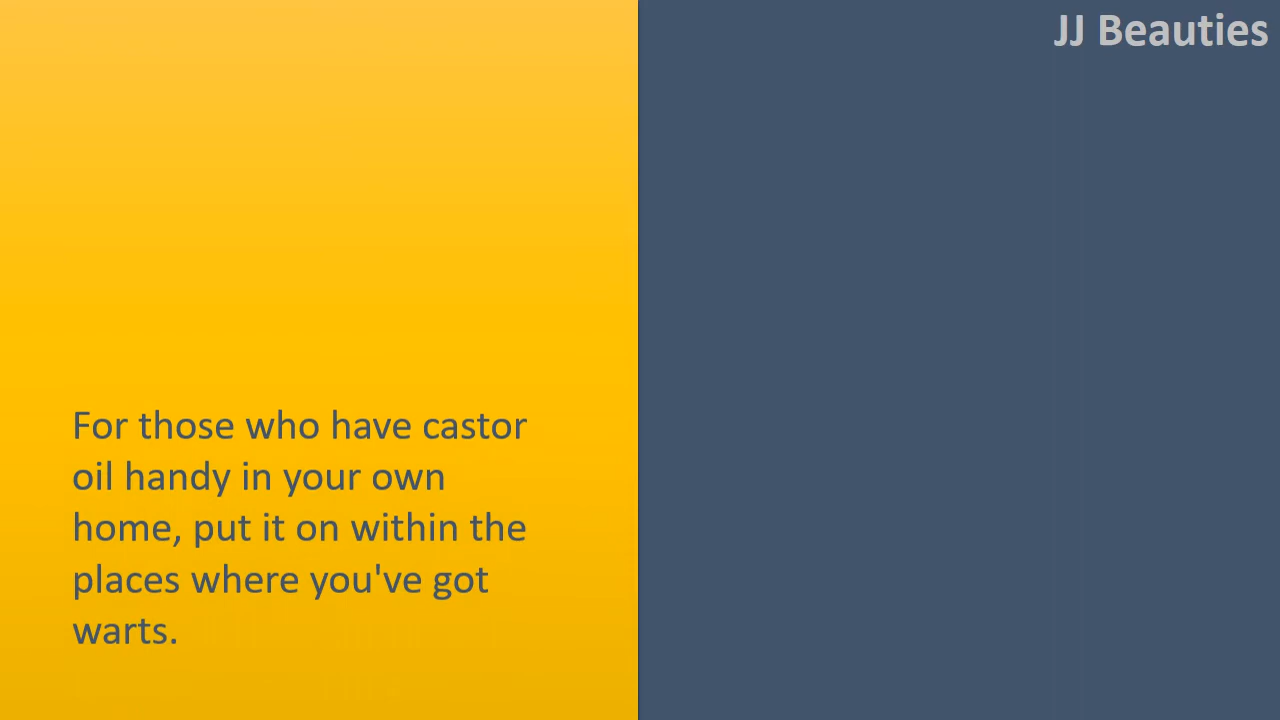 JJ Beauties
For those who have castor
oil handy in your own
home, put it on within the
places where you've got
warts.